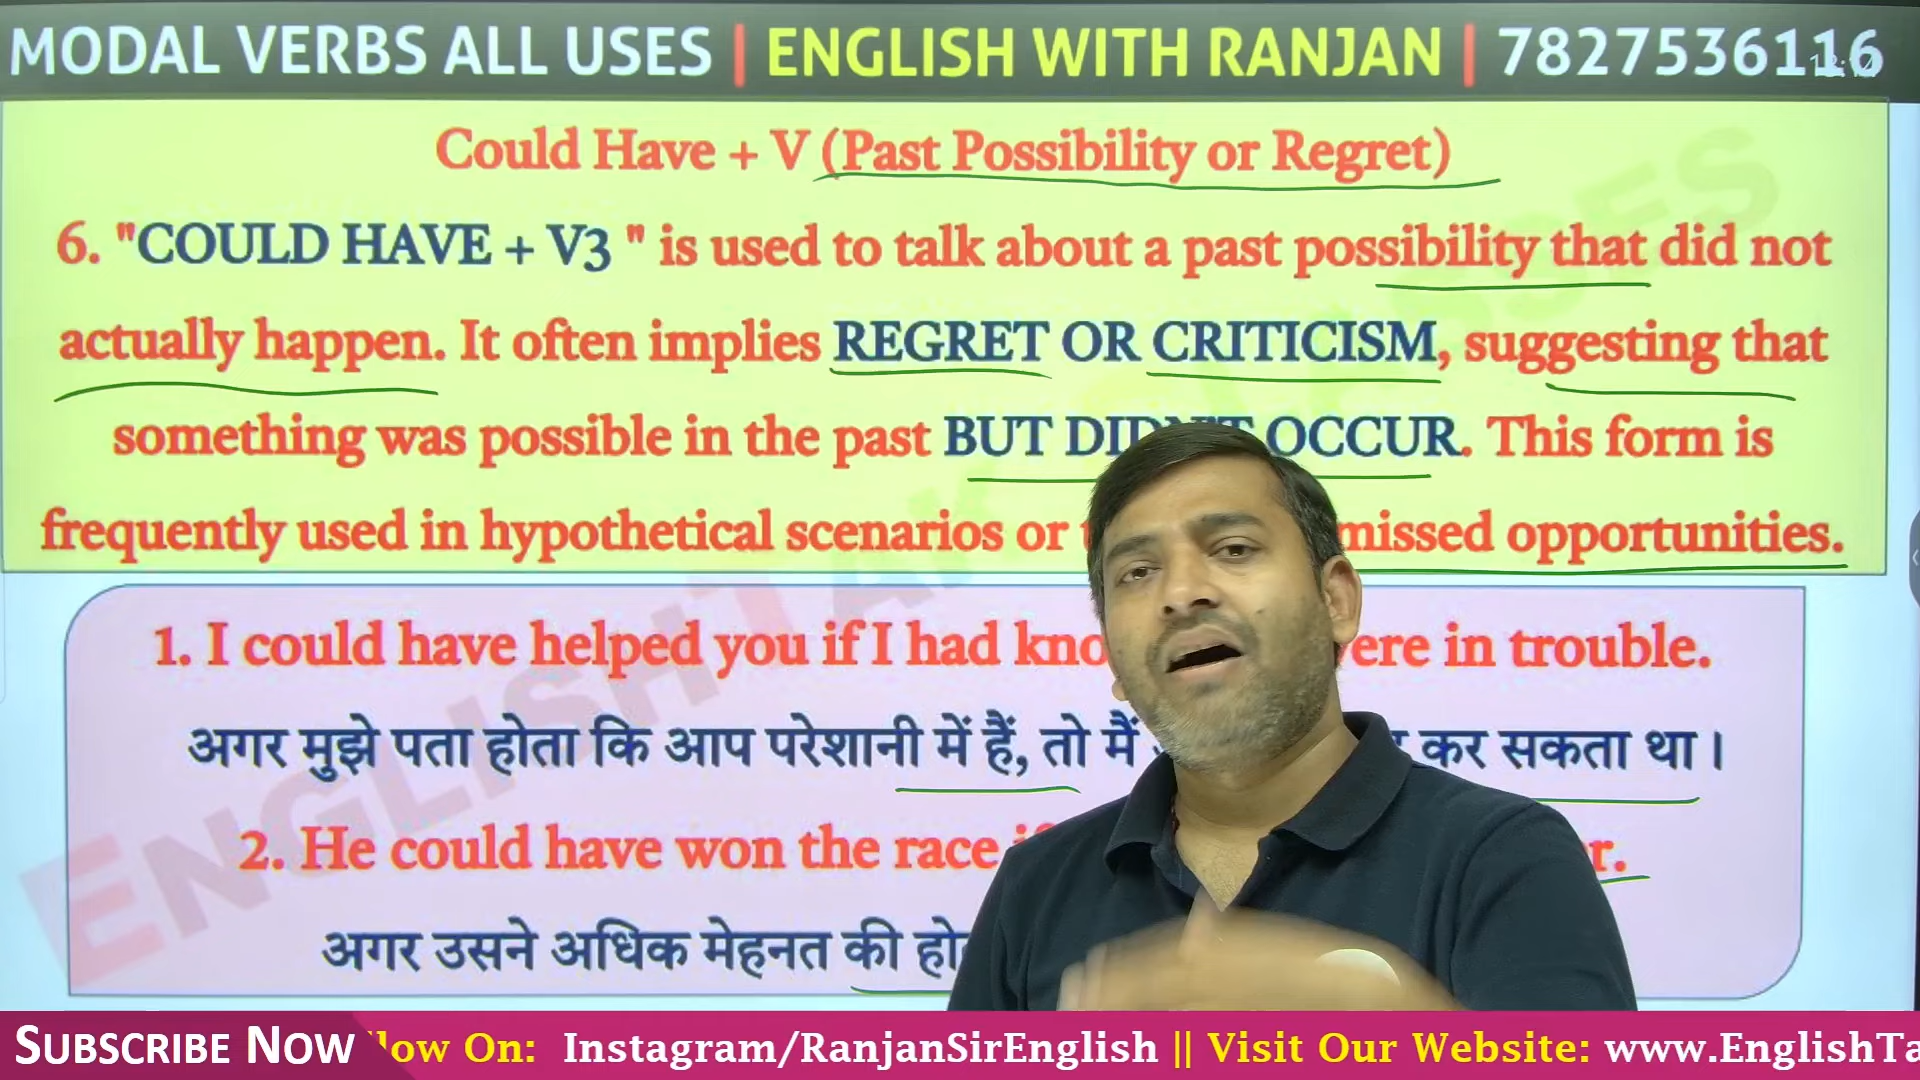 MODAL VERBS ALL USES | ENGLISH WITH RANJAN | 7827536116
Could Have + V (Past Possibility or Regret)
6. "COULD HAVE + V3 " is used to talk about a past possibility that did not
actually happen. It often implies REGRET OR CRITICISM, suggesting that
something was possible in the past BUT DIDN'T OCCUR. This form is
frequently used in hypothetical scenarios or missed opportunities.
1. I could have helped you if I had in trouble.
अगर मुझे पता होता कि आप परेशानी में हैं, तो मैं कर सकता था।
2. He could have won the race
अगर उसने अधिक मेहनत की
ENGLISHTAK CLASSES
SUBSCRIBE NOW On: Instagram/RanjanSirEnglish || Visit Our Website: